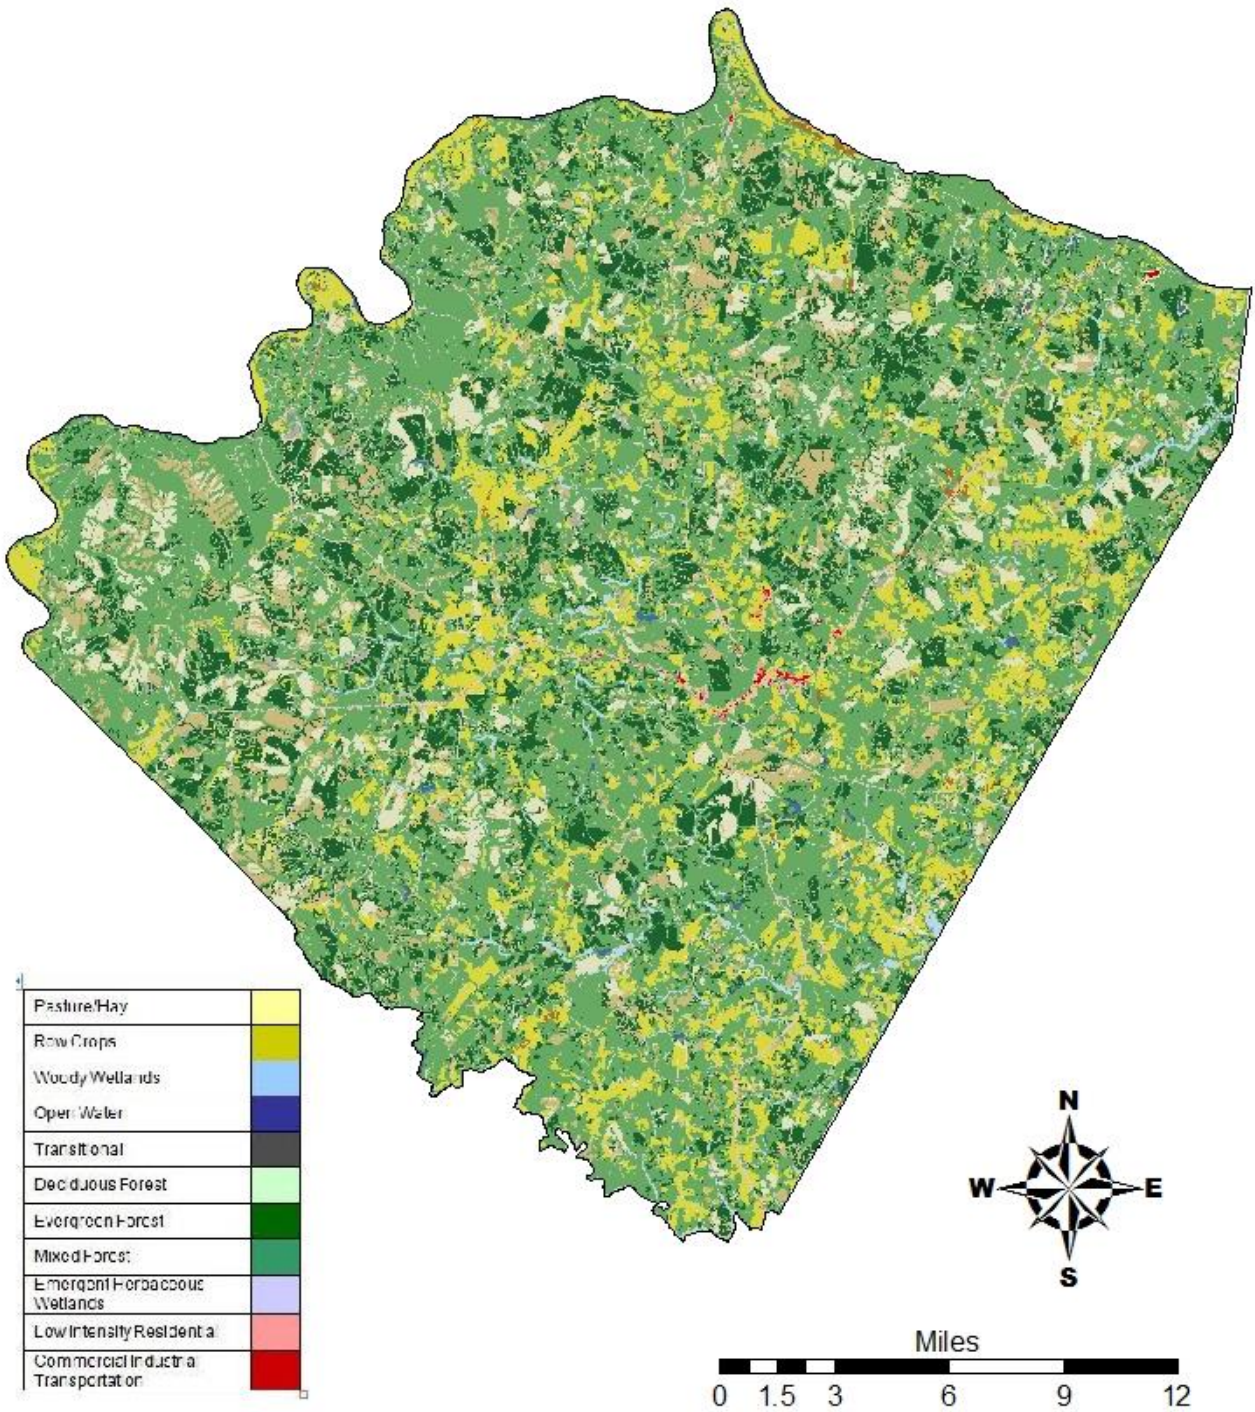 Pasture/Hay
Row Crops
Woody Wetlands
Open Water
Transitional
Deciduous Forest
Evergreen Forest
Mixed Forest
Emergent Herbaceous
Wetlands
Low Intensity Residential
Commercial Industrial
Transportation
N
W E
S
Miles
0 1.5 3 6 9 12